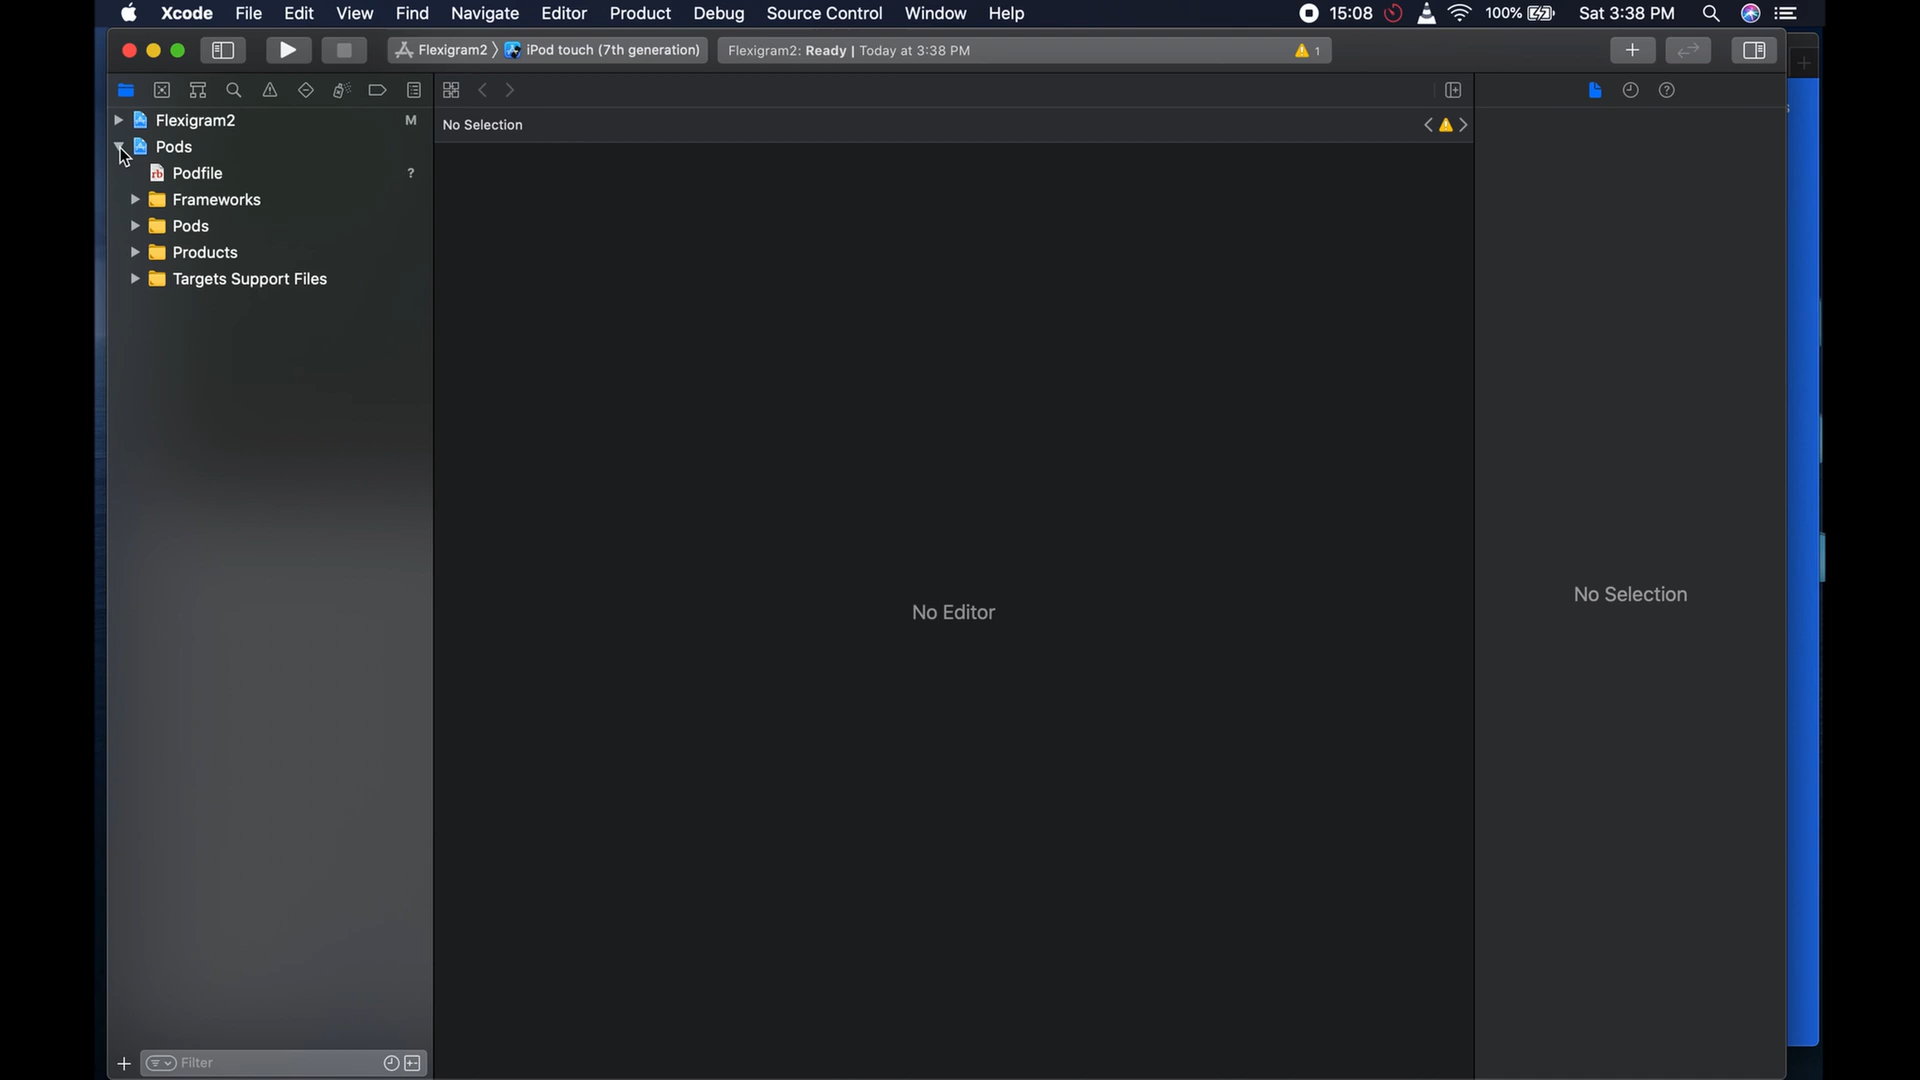 Xcode File Edit View Find Navigate Editor Product Debug Source Control Window Help 15:08 100% Sat 3:38 PM
Flexigram2 iPod touch (7th generation) Flexigram2: Ready | Today at 3:38 PM 1
Flexigram2 M
No Selection
Pods
rb Podfile ?
Frameworks
Pods
Products
Targets Support Files
No Selection
No Editor
Filter